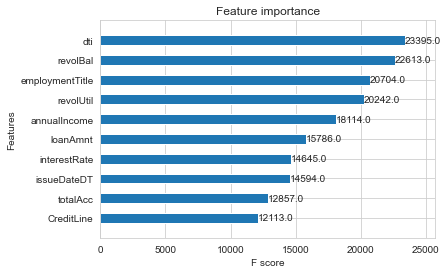 Feature importance
Features
dti 23395.0
revolBal 22613.0
employmentTitle 20704.0
revolUtil 20242.0
annualIncome 18114.0
loanAmnt 15786.0
interestRate 14645.0
issueDateDT 14594.0
totalAcc 12857.0
CreditLine 12113.0
0 5000 10000 15000 20000 25000
F score